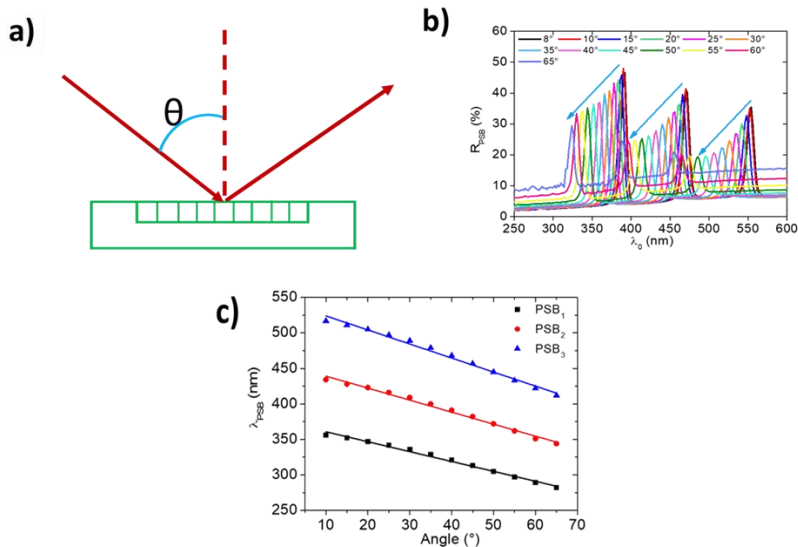 a)
θ
b)
60
50
40
30
20
10
0
R_PSB (%)
8° 10° 15° 20° 25° 30°
35° 40° 45° 50° 55° 60°
65°
250 300 350 400 450 500 550 600
λ₀ (nm)
c)
550
500
450
400
350
300
250
λ_PSB (nm)
PSB₁
PSB₂
PSB₃
10 20 30 40 50 60 70
Angle (°)